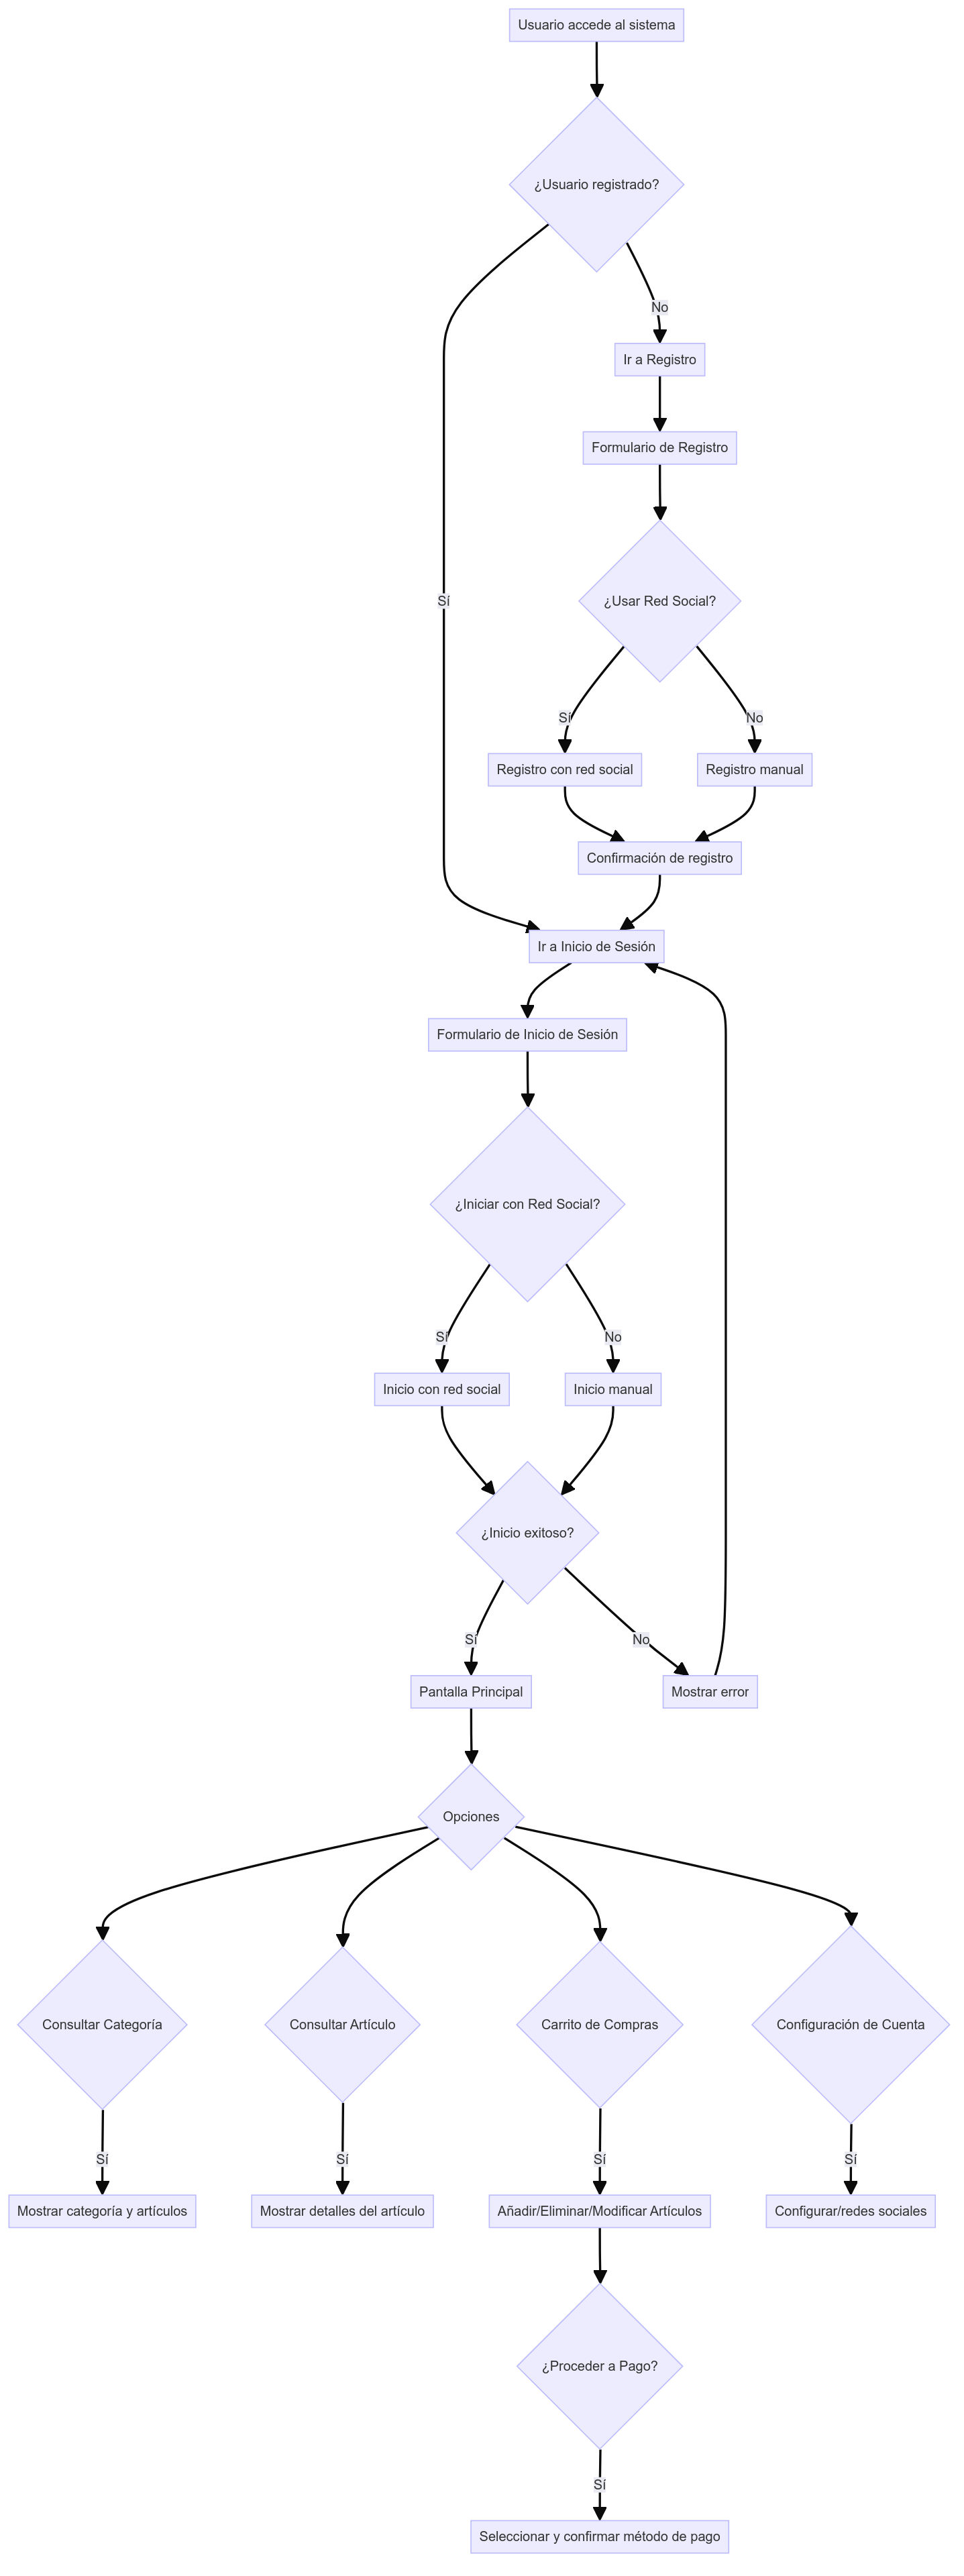 Usuario accede al sistema
¿Usuario registrado?
No
Ir a Registro
Formulario de Registro
Sí
¿Usar Red Social?
Sí
No
Registro con red social
Registro manual
Confirmación de registro
Ir a Inicio de Sesión
Formulario de Inicio de Sesión
¿Iniciar con Red Social?
Sí
No
Inicio con red social
Inicio manual
¿Inicio exitoso?
Sí
No
Pantalla Principal
Mostrar error
Opciones
Consultar Categoría
Consultar Artículo
Carrito de Compras
Configuración de Cuenta
Sí
Sí
Sí
Sí
Mostrar categoría y artículos
Mostrar detalles del artículo
Añadir/Eliminar/Modificar Artículos
Configurar/redes sociales
¿Proceder a Pago?
Sí
Seleccionar y confirmar método de pago